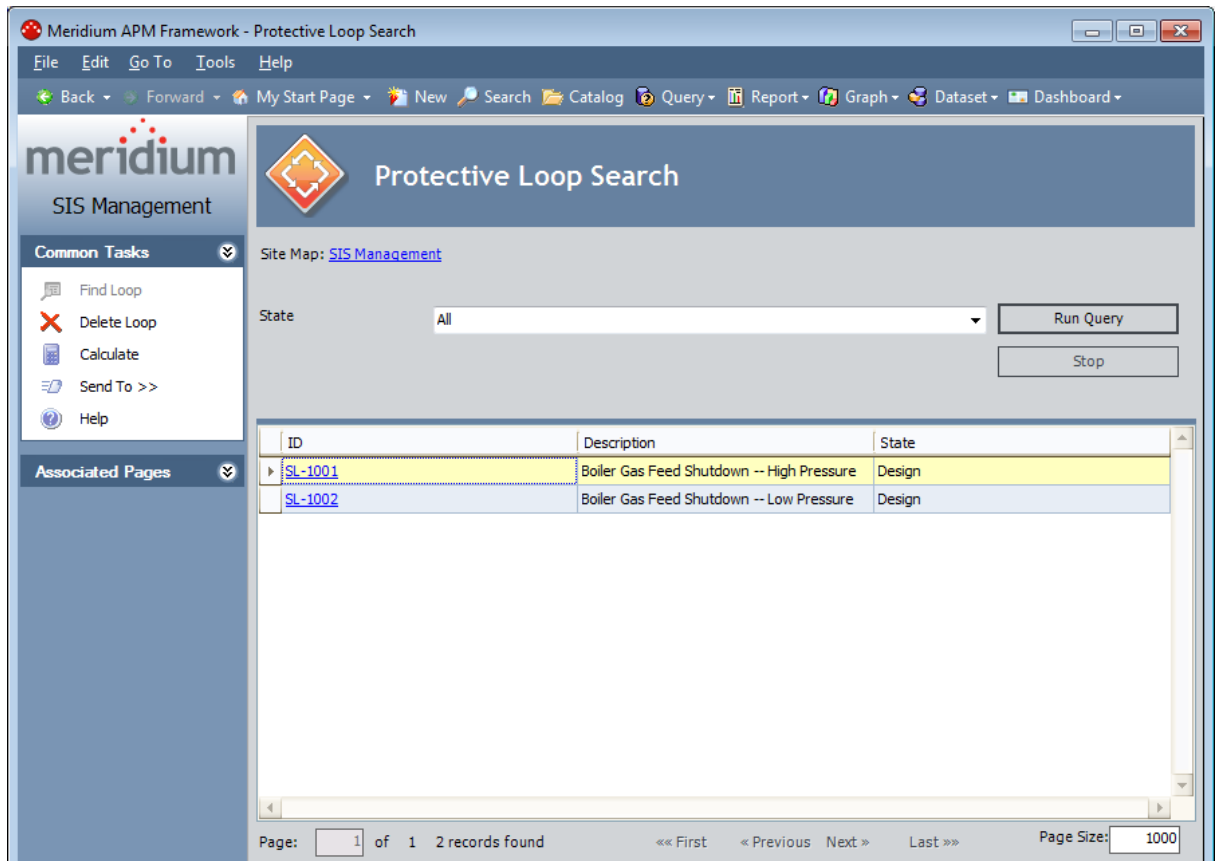 Meridium APM Framework - Protective Loop Search
File Edit Go To Tools Help
Back Forward My Start Page New Search Catalog Query Report Graph Dataset Dashboard
meridium
SIS Management
Protective Loop Search
Common Tasks
Site Map: SIS Management
Find Loop
Delete Loop
Calculate
Send To >>
Help
State All Run Query
Stop
Associated Pages
ID Description State
SL-1001 Boiler Gas Feed Shutdown -- High Pressure Design
SL-1002 Boiler Gas Feed Shutdown -- Low Pressure Design
Page: 1 of 1 2 records found «« First « Previous Next » Last »» Page Size: 1000